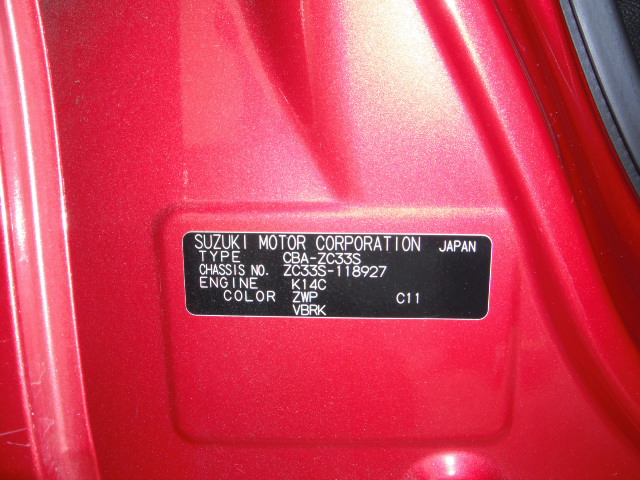 SUZUKI MOTOR CORPORATION JAPAN
TYPE CBA-ZC33S
CHASSIS NO. ZC33S-118927
ENGINE K14C
COLOR ZWP C11
VBRK